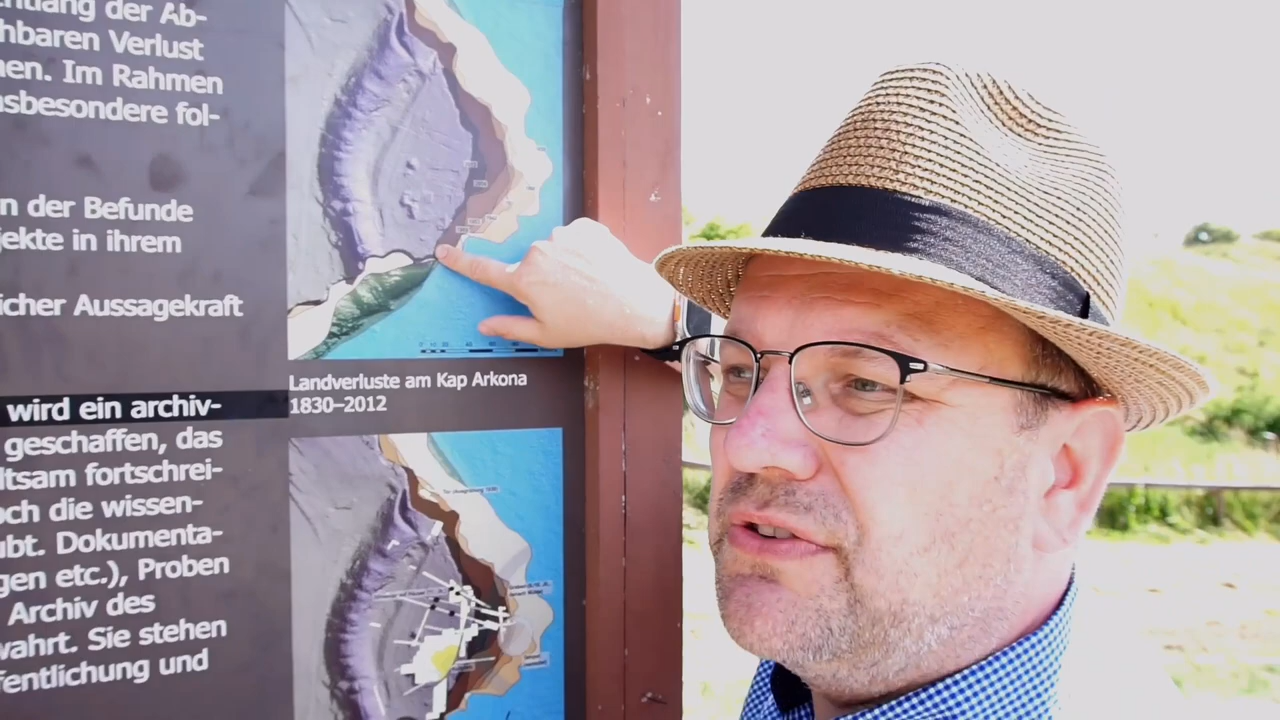 chtlang der Ab-
hbaren Verlust
nen. Im Rahmen
nsbesondere fol-
n der Befunde
jekte in ihrem
icher Aussagekraft
wird ein archiv-
geschaffen, das
ltsam fortschrei-
och die wissen-
ubt. Dokumenta-
gen etc.), Proben
Archiv des
wahrt. Sie stehen
fentlichung und
Landverluste am Kap Arkona
1830–2012